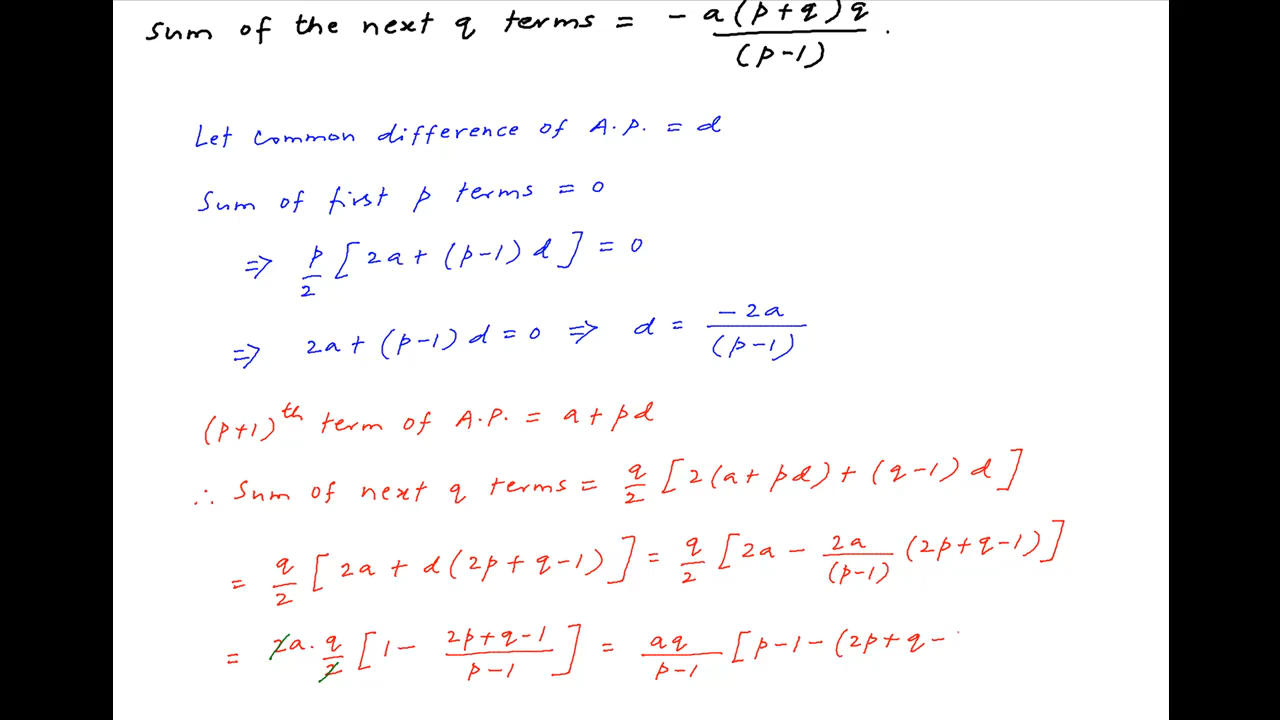 Sum of the next q terms = - a(p+q)q / (p-1) .
Let common difference of A.P. = d
Sum of first p terms = 0
⇒ p/2 [2a + (p-1)d] = 0
⇒ 2a + (p-1)d = 0 ⇒ d = -2a / (p-1)
(p+1)th term of A.P. = a + pd
∴ Sum of next q terms = q/2 [2(a + pd) + (q-1)d]
= q/2 [2a + d(2p + q - 1)] = q/2 [2a - 2a/(p-1) (2p + q - 1)]
= 2a · q/2 [1 - (2p+q-1)/(p-1)] = aq/(p-1) [p-1-(2p+q-